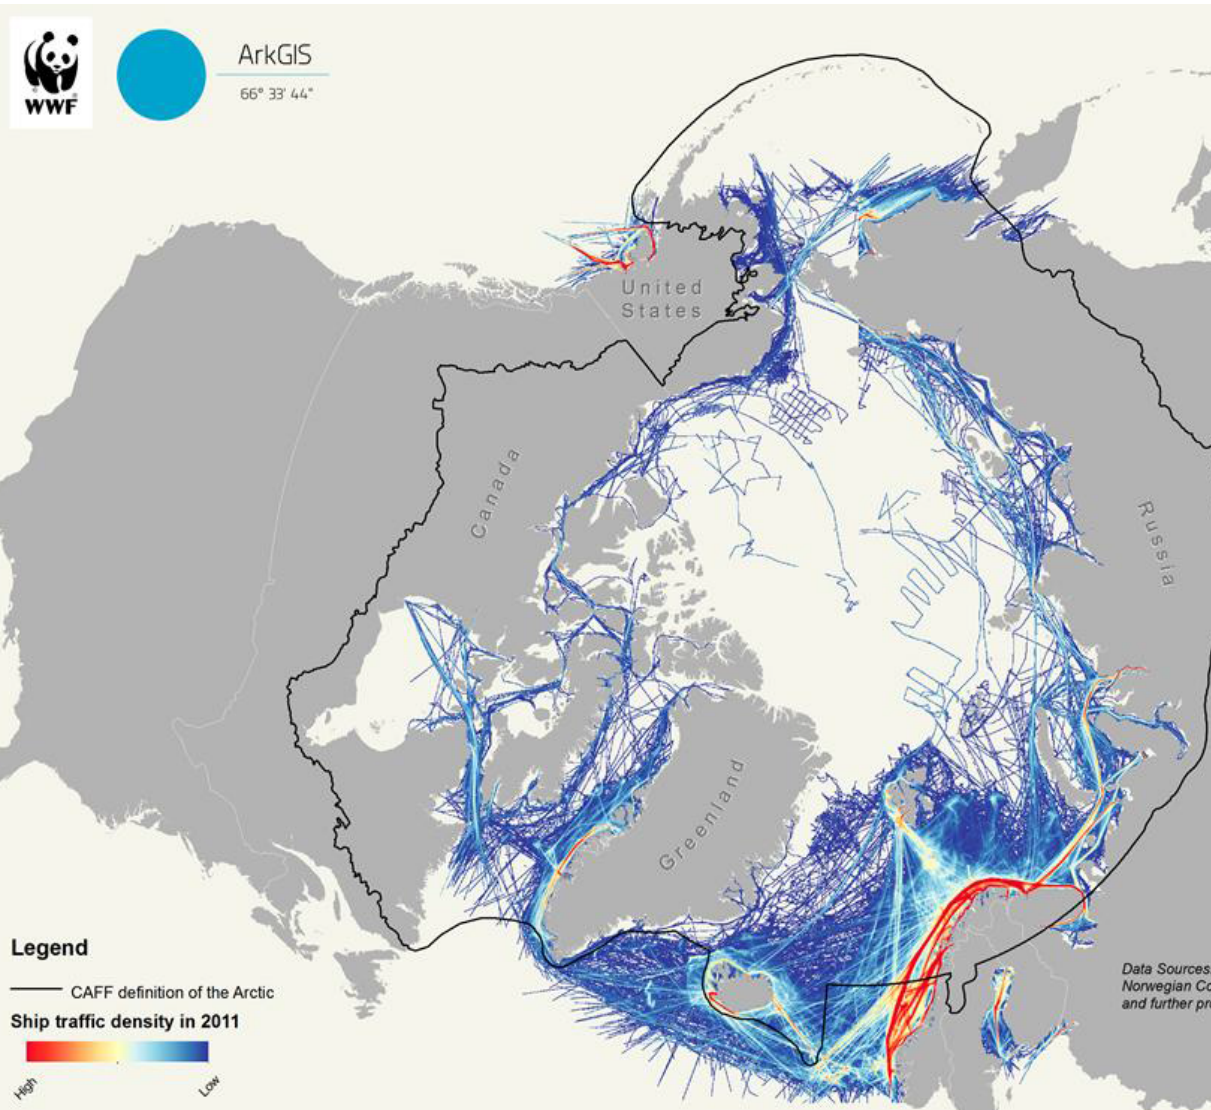 WWF
ArkGIS
66° 33' 44"
United
States
Canada
Russia
Greenland
Legend
CAFF definition of the Arctic
Ship traffic density in 2011
High
Low
Data Sources
Norwegian Co
and further pr